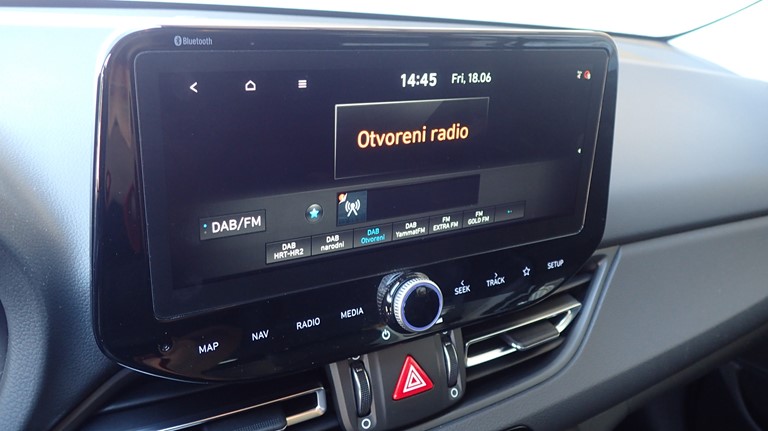 Bluetooth
14:45 Fri, 18.06
Otvoreni radio
DAB/FM
DAB
HRT-HR2
DAB
narodni
DAB
Otvoreni
DAB
YammatFM
FM
EXTRA FM
FM
GOLD FM
MAP
NAV
RADIO
MEDIA
SEEK
TRACK
SETUP